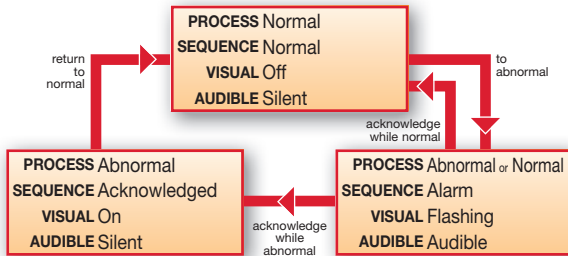 PROCESS Normal
SEQUENCE Normal
VISUAL Off
AUDIBLE Silent
return
to
normal
to
abnormal
acknowledge
while normal
PROCESS Abnormal
SEQUENCE Acknowledged
VISUAL On
AUDIBLE Silent
acknowledge
while
abnormal
PROCESS Abnormal or Normal
SEQUENCE Alarm
VISUAL Flashing
AUDIBLE Audible